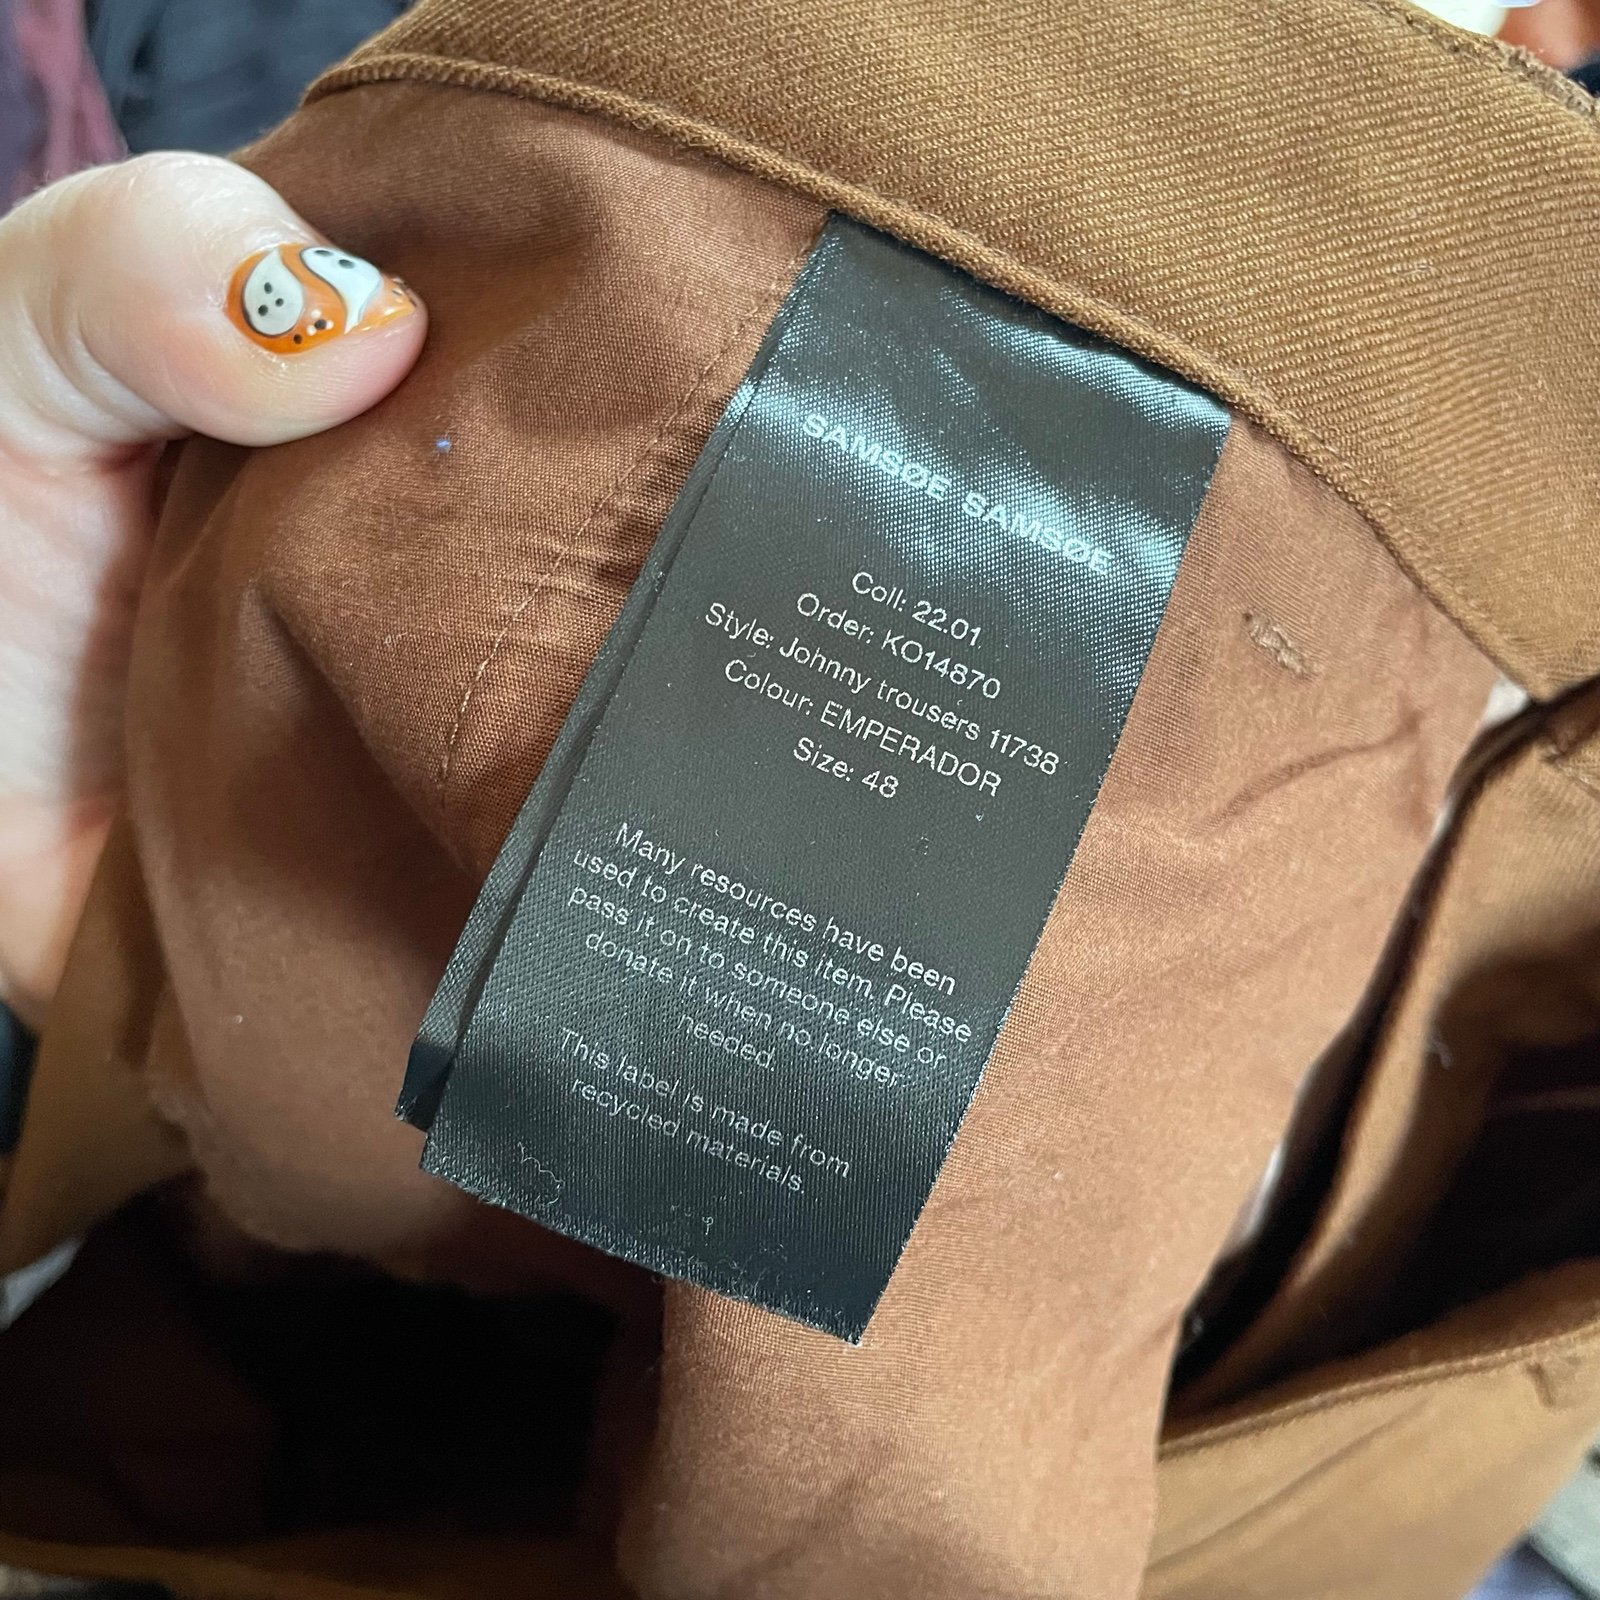 SAMSØE SAMSØE
Coll: 22.01
Order: KO14870
Style: Johnny trousers 11738
Colour: EMPERADOR
Size: 48
Many resources have been
used to create this item. Please
pass it on to someone else or
donate it when no longer
needed.
This label is made from
recycled materials.